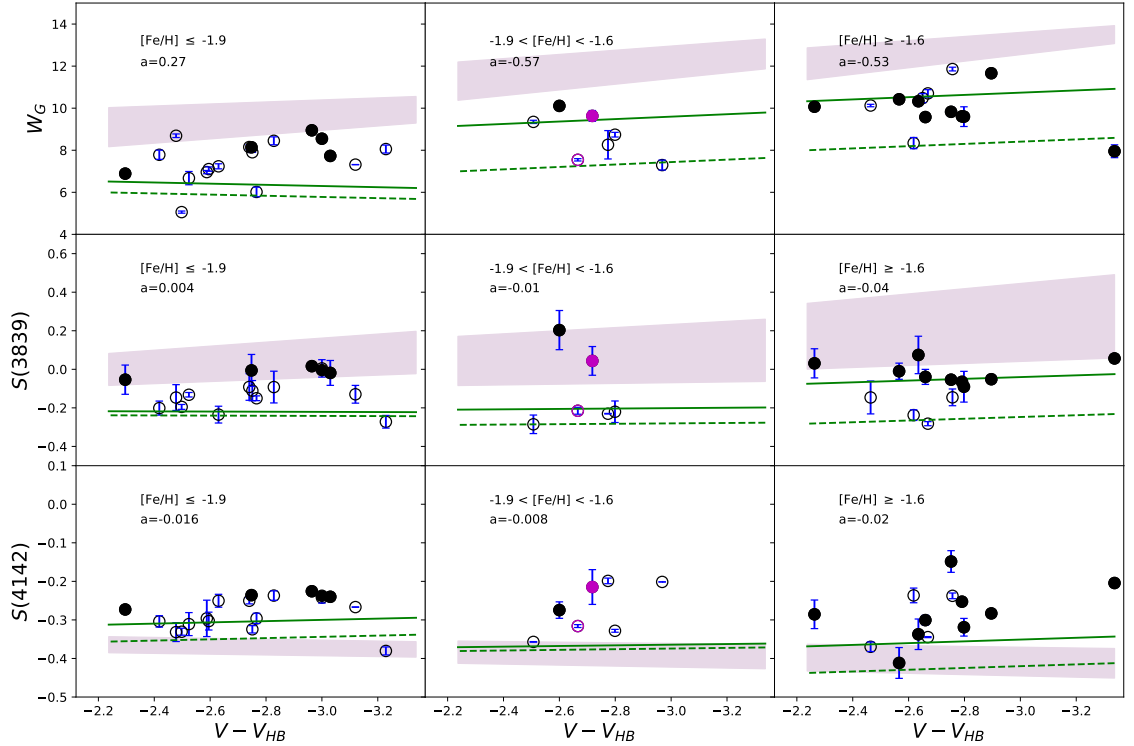 14
12
10
8
6
4
W_G
[Fe/H] ≤ -1.9
a=0.27
-1.9 < [Fe/H] < -1.6
a=-0.57
[Fe/H] ≥ -1.6
a=-0.53
0.6
0.4
0.2
0.0
−0.2
−0.4
S(3839)
[Fe/H] ≤ -1.9
a=0.004
-1.9 < [Fe/H] < -1.6
a=-0.01
[Fe/H] ≥ -1.6
a=-0.04
0.1
0.0
−0.1
−0.2
−0.3
−0.4
−0.5
S(4142)
[Fe/H] ≤ -1.9
a=-0.016
-1.9 < [Fe/H] < -1.6
a=-0.008
[Fe/H] ≥ -1.6
a=-0.02
−2.2 −2.4 −2.6 −2.8 −3.0 −3.2
−2.2 −2.4 −2.6 −2.8 −3.0 −3.2
−2.2 −2.4 −2.6 −2.8 −3.0 −3.2
V − V_HB
V − V_HB
V − V_HB